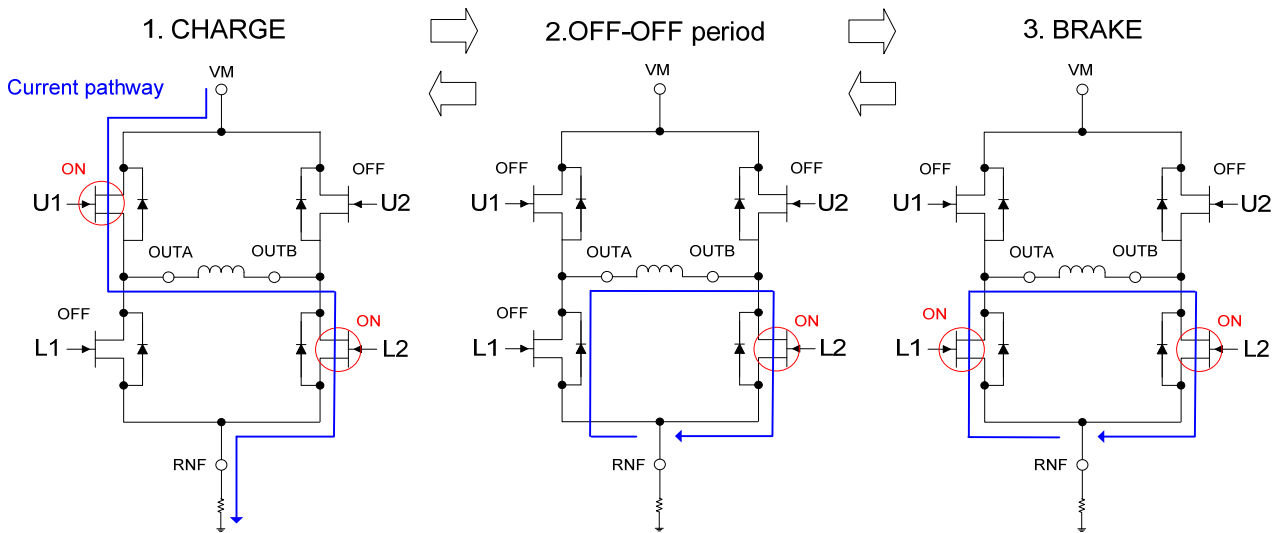 1. CHARGE
2.OFF-OFF period
3. BRAKE
Current pathway
VM
ON
OFF
U1
U2
OUTA
OUTB
OFF
ON
L1
L2
RNF
VM
OFF
OFF
U1
U2
OUTA
OUTB
OFF
ON
L1
L2
RNF
VM
OFF
OFF
U1
U2
OUTA
OUTB
ON
ON
L1
L2
RNF